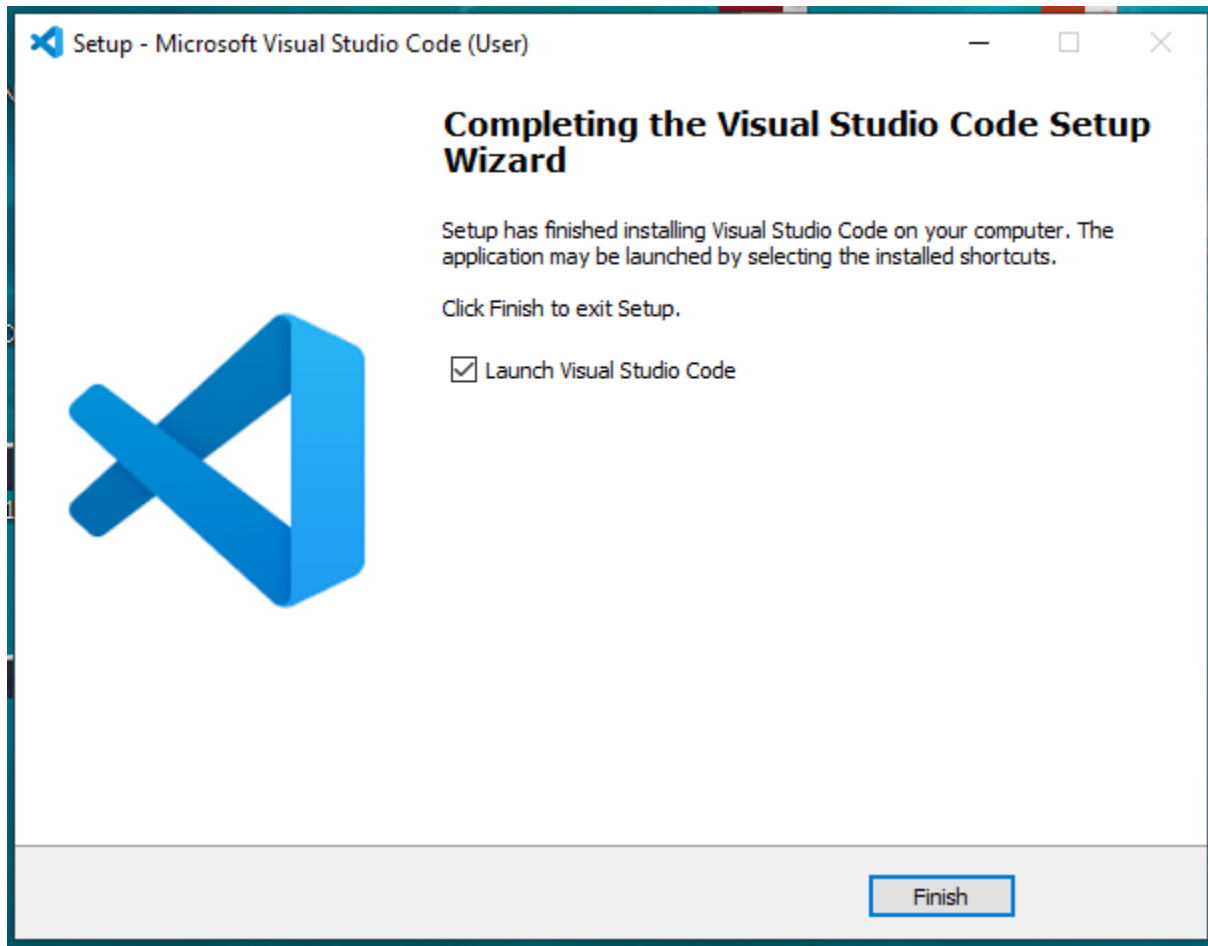 Setup - Microsoft Visual Studio Code (User)
Completing the Visual Studio Code Setup
Wizard
Setup has finished installing Visual Studio Code on your computer. The
application may be launched by selecting the installed shortcuts.
Click Finish to exit Setup.
Launch Visual Studio Code
Finish